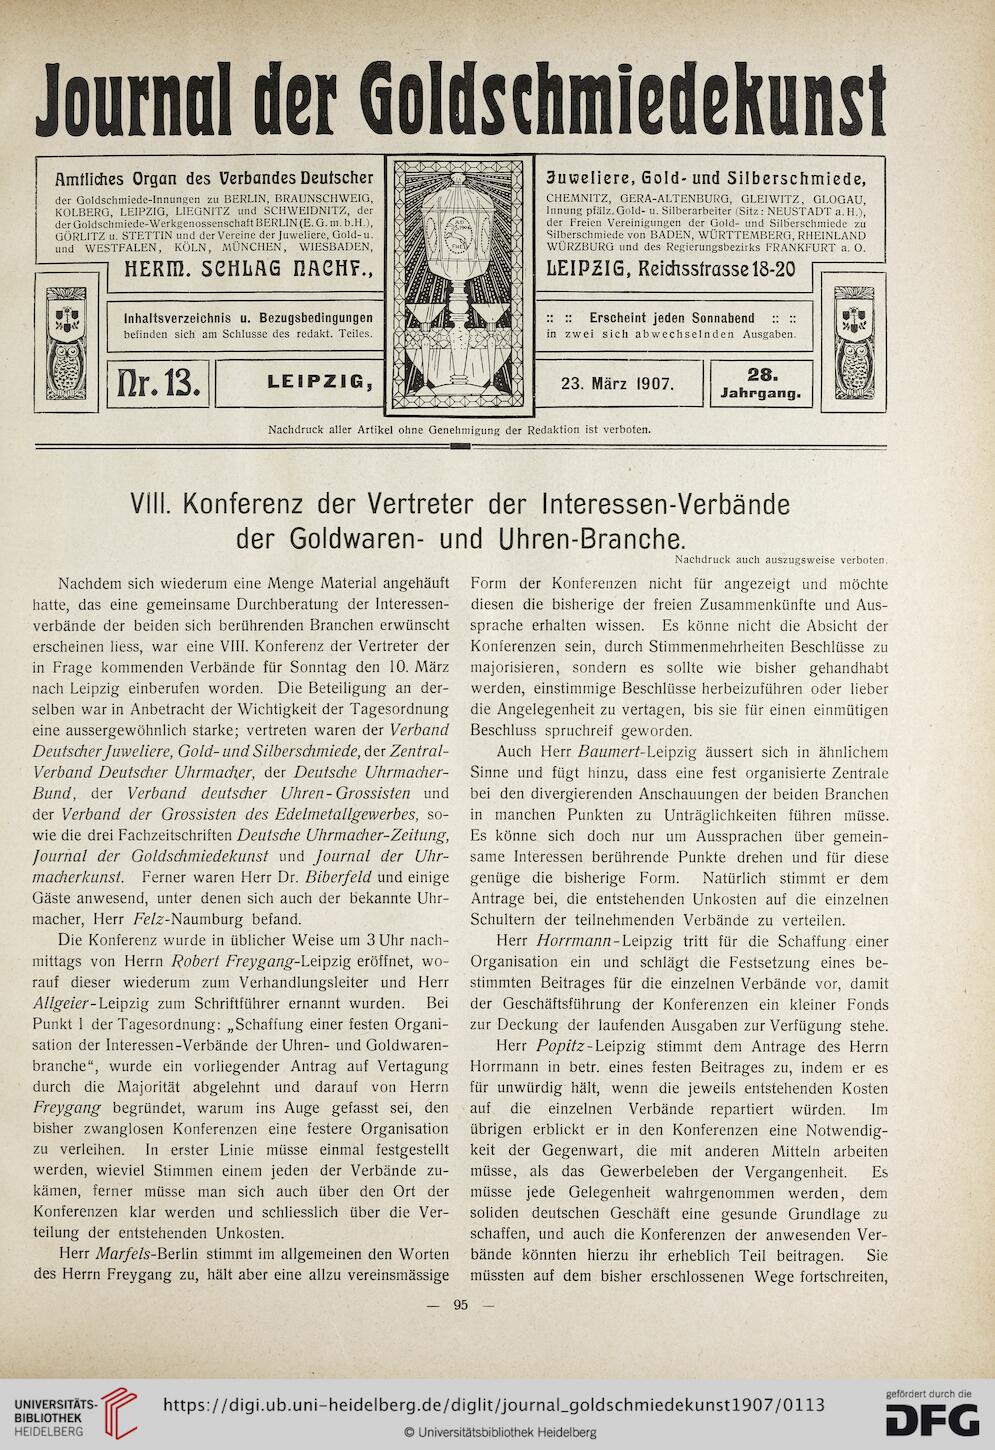 Journal der Goldschmiedekunst
Amtliches Organ des Verbandes Deutscher
der Goldschmiede-Innungen zu BERLIN, BRAUNSCHWEIG,
KOLBERG, LEIPZIG, LIEGNITZ und SCHWEIDNITZ, der
der Goldschmiede-Werkgenossenschaft BERLIN (E. G. m. b. H.),
GÖRLITZ u. STETTIN und der Vereine der Juweliere, Gold- u.
und WESTFALEN, KÖLN, MÜNCHEN, WIESBADEN,
HERM. SCHLAG NACHF.,
Juweliere, Gold- und Silberschmiede,
CHEMNITZ, GERA-ALTENBURG, GLEIWITZ, GLOGAU,
Innung pfälz. Gold- u. Silberarbeiter (Sitz: NEUSTADT a. H.),
der Freien Vereinigungen der Gold- und Silberschmiede zu
Silberschmiede von BADEN, WÜRTTEMBERG, RHEINLAND
WÜRZBURG und des Regierungsbezirks FRANKFURT a. O.
LEIPZIG, Reichsstrasse 18-20
Inhaltsverzeichnis u. Bezugsbedingungen
befinden sich am Schlusse des redakt. Teiles.
:: :: Erscheint jeden Sonnabend :: ::
in zwei sich abwechselnden Ausgaben.
Nr. 13.
LEIPZIG,
23. März 1907.
28.
Jahrgang.
Nachdruck aller Artikel ohne Genehmigung der Redaktion ist verboten.
VIII. Konferenz der Vertreter der Interessen-Verbände
der Goldwaren- und Uhren-Branche.
Nachdruck auch auszugsweise verboten.
Nachdem sich wiederum eine Menge Material angehäuft
hatte, das eine gemeinsame Durchberatung der Interessen-
verbände der beiden sich berührenden Branchen erwünscht
erscheinen liess, war eine VIII. Konferenz der Vertreter der
in Frage kommenden Verbände für Sonntag den 10. März
nach Leipzig einberufen worden. Die Beteiligung an der-
selben war in Anbetracht der Wichtigkeit der Tagesordnung
eine aussergewöhnlich starke; vertreten waren der Verband
Deutscher Juweliere, Gold- und Silberschmiede, der Zentral-
Verband Deutscher Uhrmacher, der Deutsche Uhrmacher-
Bund, der Verband deutscher Uhren-Grossisten und
der Verband der Grossisten des Edelmetallgewerbes, so-
wie die drei Fachzeitschriften Deutsche Uhrmacher-Zeitung,
Journal der Goldschmiedekunst und Journal der Uhr-
macherkunst. Ferner waren Herr Dr. Biberfeld und einige
Gäste anwesend, unter denen sich auch der bekannte Uhr-
macher, Herr Felz-Naumburg befand.
Die Konferenz wurde in üblicher Weise um 3 Uhr nach-
mittags von Herrn Robert Freygang-Leipzig eröffnet, wo-
rauf dieser wiederum zum Verhandlungsleiter und Herr
Allgeier-Leipzig zum Schriftführer ernannt wurden. Bei
Punkt 1 der Tagesordnung: „Schaffung einer festen Organi-
sation der Interessen-Verbände der Uhren- und Goldwaren-
branche“, wurde ein vorliegender Antrag auf Vertagung
durch die Majorität abgelehnt und darauf von Herrn
Freygang begründet, warum ins Auge gefasst sei, den
bisher zwanglosen Konferenzen eine festere Organisation
zu verleihen. In erster Linie müsse einmal festgestellt
werden, wieviel Stimmen einem jeden der Verbände zu-
kämen, ferner müsse man sich auch über den Ort der
Konferenzen klar werden und schliesslich über die Ver-
teilung der entstehenden Unkosten.
Herr Marfels-Berlin stimmt im allgemeinen den Worten
des Herrn Freygang zu, hält aber eine allzu vereinsmässige
Form der Konferenzen nicht für angezeigt und möchte
diesen die bisherige der freien Zusammenkünfte und Aus-
sprache erhalten wissen. Es könne nicht die Absicht der
Konferenzen sein, durch Stimmenmehrheiten Beschlüsse zu
majorisieren, sondern es sollte wie bisher gehandhabt
werden, einstimmige Beschlüsse herbeizuführen oder lieber
die Angelegenheit zu vertagen, bis sie für einen einmütigen
Beschluss spruchreif geworden.
Auch Herr Baumert-Leipzig äussert sich in ähnlichem
Sinne und fügt hinzu, dass eine fest organisierte Zentrale
bei den divergierenden Anschauungen der beiden Branchen
in manchen Punkten zu Unträglichkeiten führen müsse.
Es könne sich doch nur um Aussprachen über gemein-
same Interessen berührende Punkte drehen und für diese
genüge die bisherige Form. Natürlich stimmt er dem
Antrage bei, die entstehenden Unkosten auf die einzelnen
Schultern der teilnehmenden Verbände zu verteilen.
Herr Horrmann-Leipzig tritt für die Schaffung einer
Organisation ein und schlägt die Festsetzung eines be-
stimmten Beitrages für die einzelnen Verbände vor, damit
der Geschäftsführung der Konferenzen ein kleiner Fonds
zur Deckung der laufenden Ausgaben zur Verfügung stehe.
Herr Popitz-Leipzig stimmt dem Antrage des Herrn
Horrmann in betr. eines festen Beitrages zu, indem er es
für unwürdig hält, wenn die jeweils entstehenden Kosten
auf die einzelnen Verbände repartiert würden. Im
übrigen erblickt er in den Konferenzen eine Notwendig-
keit der Gegenwart, die mit anderen Mitteln arbeiten
müsse, als das Gewerbeleben der Vergangenheit. Es
müsse jede Gelegenheit wahrgenommen werden, dem
soliden deutschen Geschäft eine gesunde Grundlage zu
schaffen, und auch die Konferenzen der anwesenden Ver-
bände könnten hierzu ihr erheblich Teil beitragen. Sie
müssten auf dem bisher erschlossenen Wege fortschreiten,
— 95 —
UNIVERSITÄTS-
BIBLIOTHEK
HEIDELBERG
https://digi.ub.uni-heidelberg.de/diglit/journal_goldschmiedekunst1907/0113
© Universitätsbibliothek Heidelberg
gefördert durch die
DFG